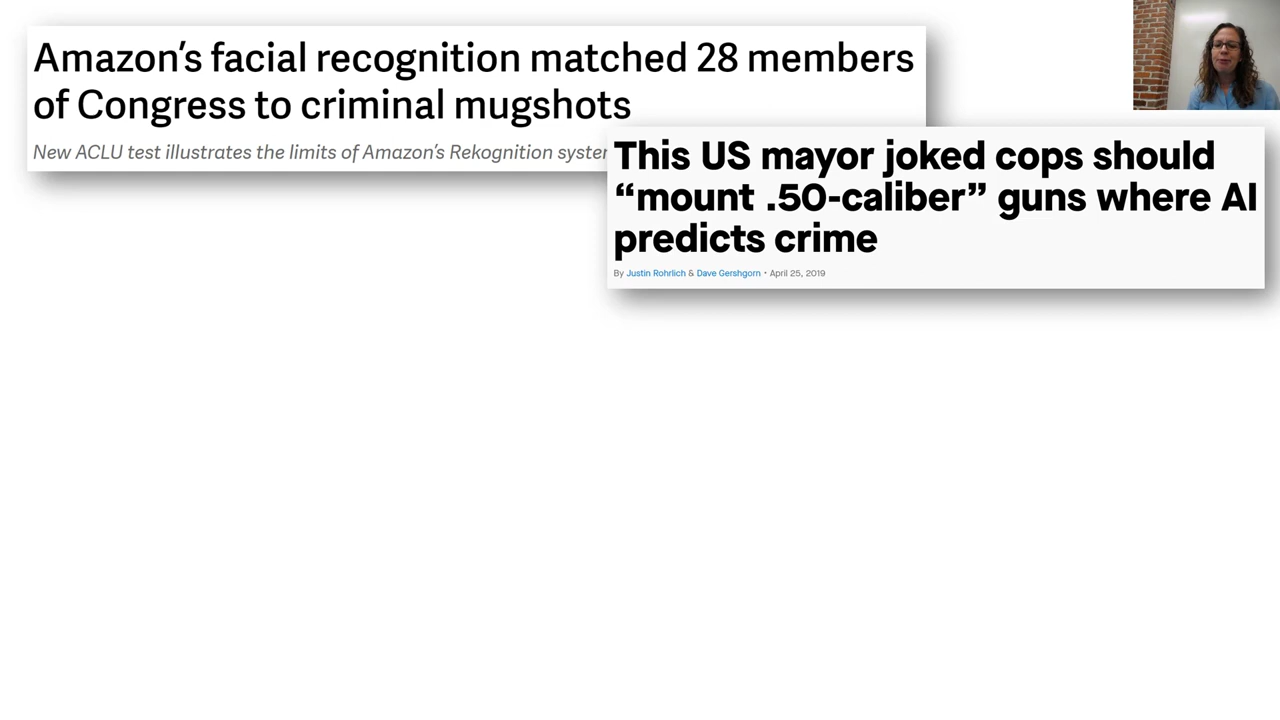 Amazon’s facial recognition matched 28 members
of Congress to criminal mugshots
New ACLU test illustrates the limits of Amazon’s Rekognition
This US mayor joked cops should
“mount .50-caliber” guns where AI
predicts crime
By Justin Rohrlich & Dave Gershgorn • April 25, 2019